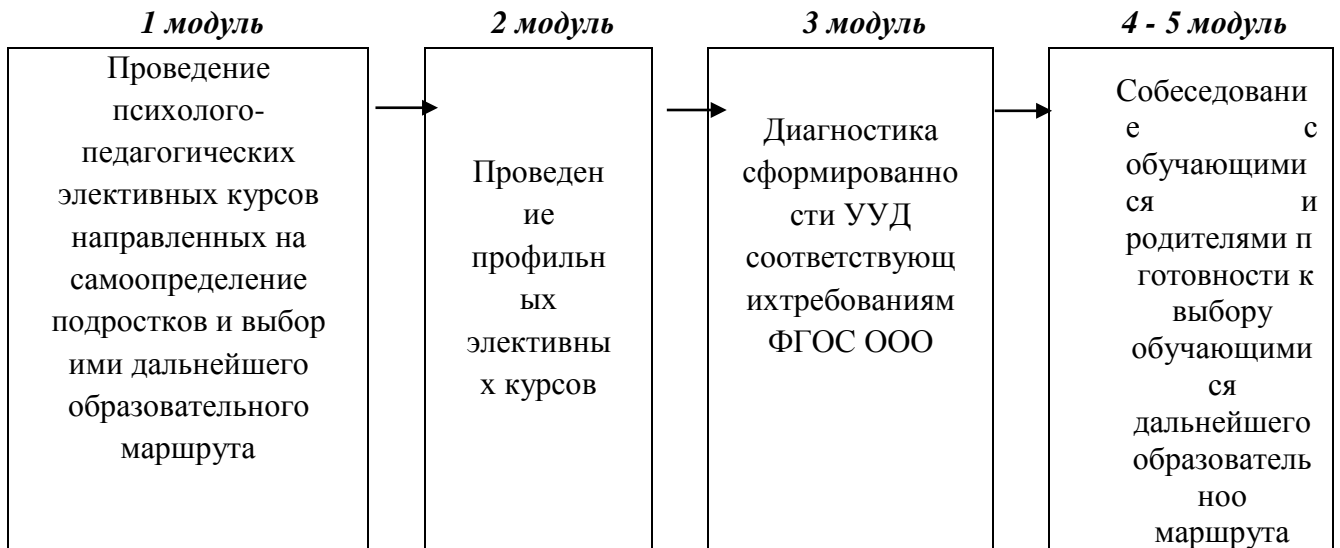 1 модуль
2 модуль
3 модуль
4 - 5 модуль
Проведение
психолого-
педагогических
элективных курсов
направленных на
самоопределение
подростков и выбор
ими дальнейшего
образовательного
маршрута
Проведен
ие
профильн
ых
элективны
х курсов
Диагностика
сформированно
сти УУД
соответствующ
ихтребованиям
ФГОС ООО
Собеседовани
е с
обучающими
ся и
родителями п
готовности к
выбору
обучающими
ся
дальнейшего
образователь
ноо
маршрута